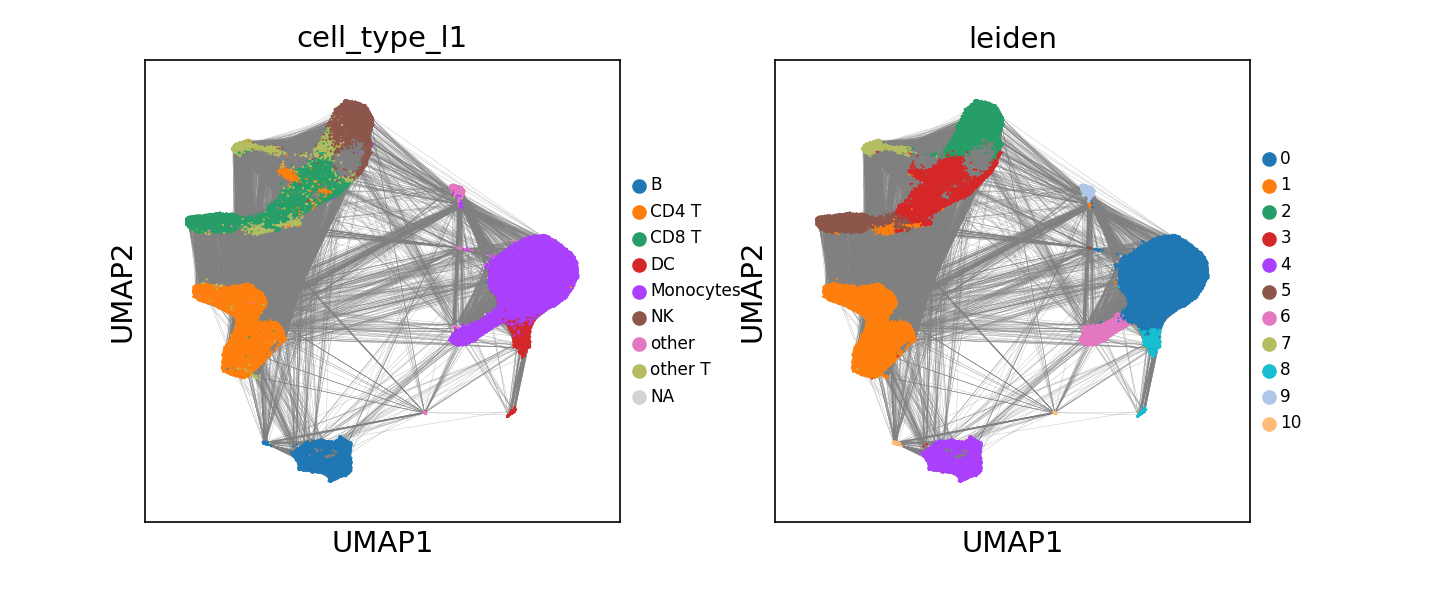 cell_type_l1
UMAP2
UMAP1
B
CD4 T
CD8 T
DC
Monocytes
NK
other
other T
NA
leiden
UMAP2
UMAP1
0
1
2
3
4
5
6
7
8
9
10